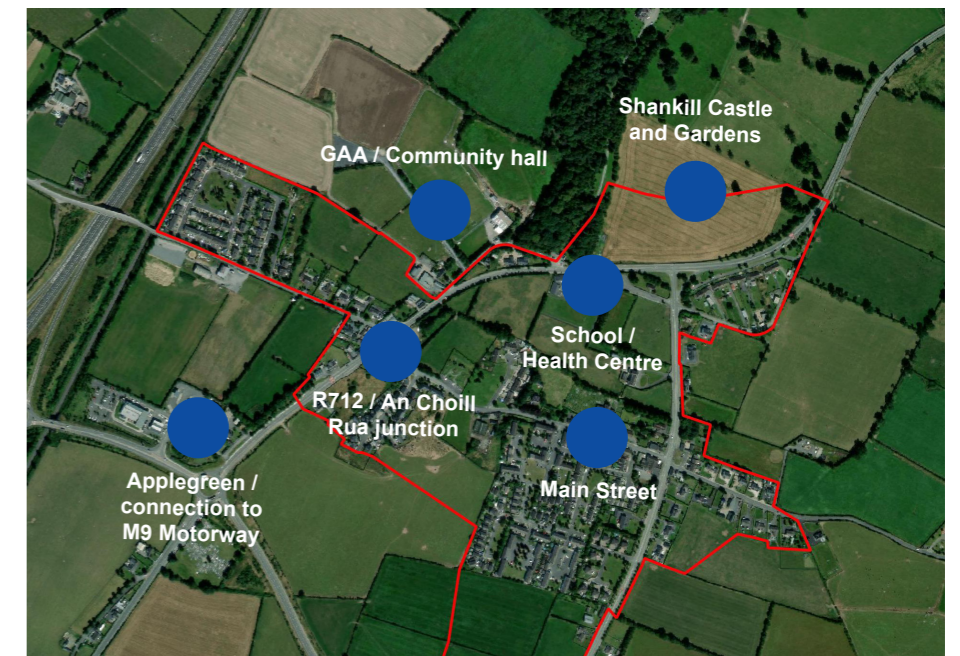 Shankill Castle
and Gardens
GAA / Community hall
School /
Health Centre
R712 / An Choill
Rua junction
Main Street
Applegreen /
connection to
M9 Motorway